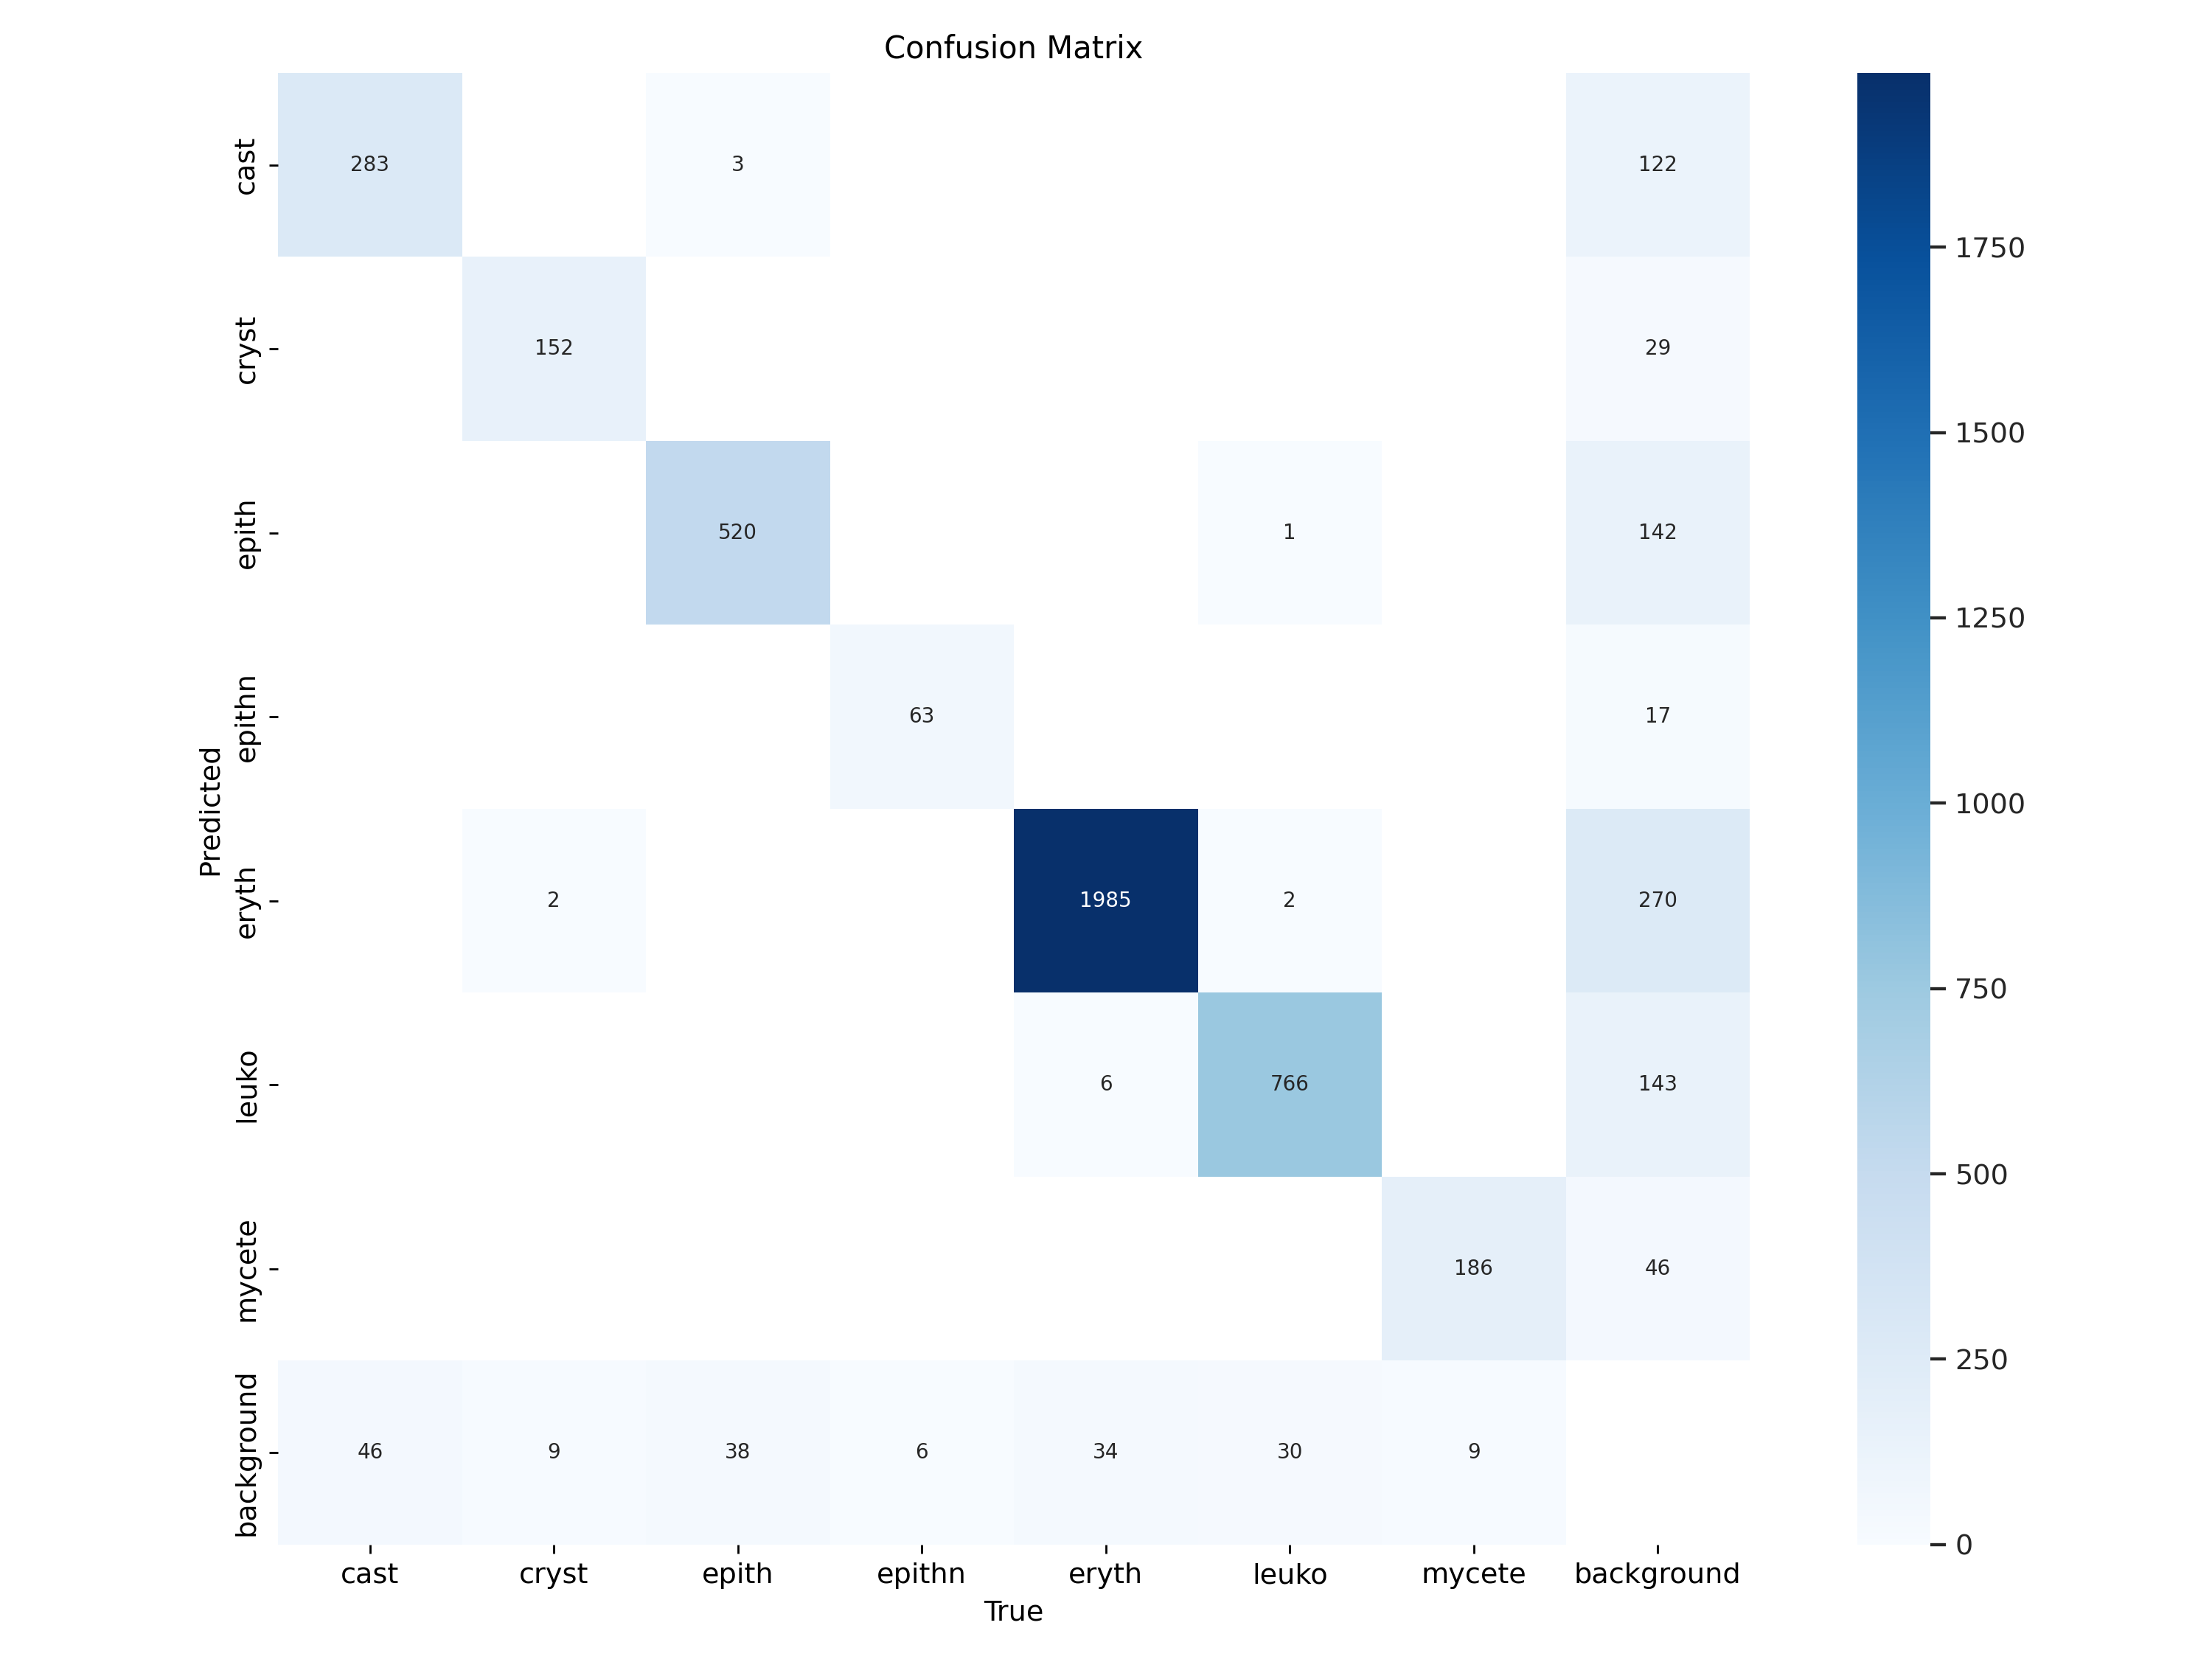 Confusion Matrix
cast
283
3
122
1750
cryst
152
29
1500
epith
520
1
142
1250
epithn
63
17
1000
Predicted
eryth
2
1985
2
270
750
leuko
6
766
143
500
mycete
186
46
250
background
46
9
38
6
34
30
9
0
cast cryst epith epithn eryth leuko mycete background
True